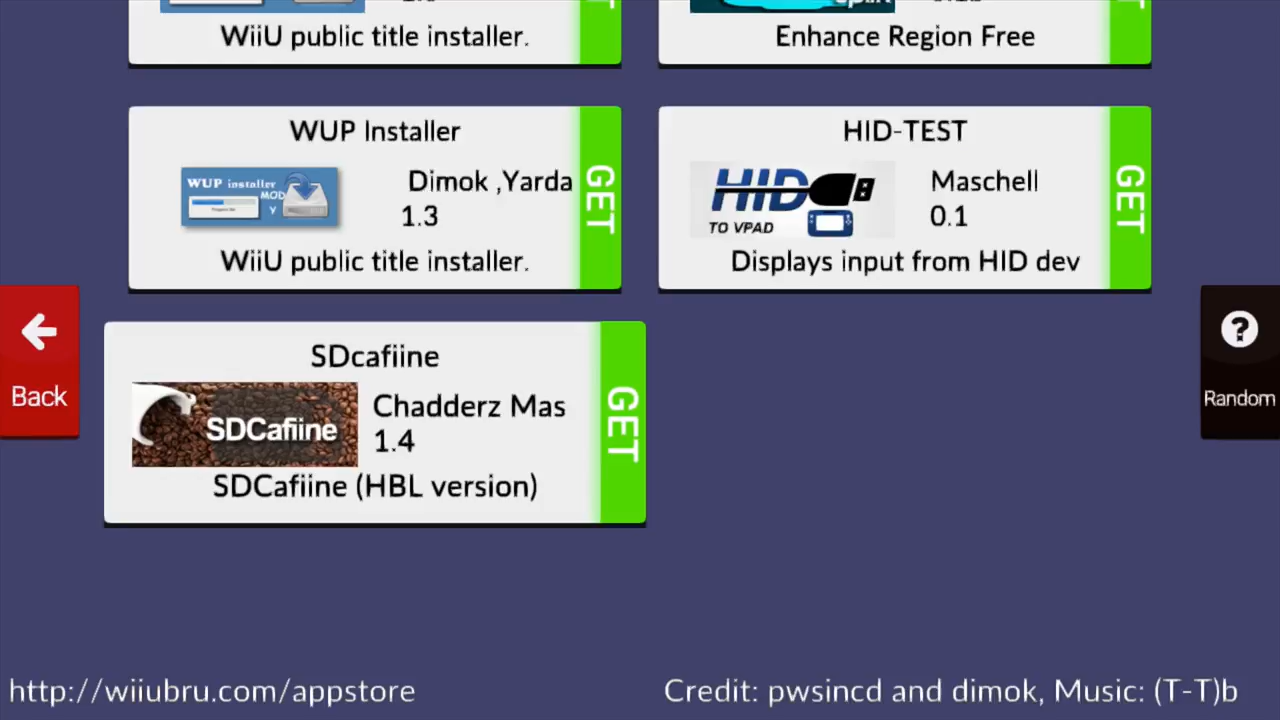 WiiU public title installer.
Enhance Region Free
WUP Installer
WUP installer
MOD
Y
Dimok ,Yarda
1.3
WiiU public title installer.
GET
HID-TEST
HID
TO VPAD
Maschell
0.1
Displays input from HID dev
GET
Back
SDcafiine
SDCafiine
Chadderz Mas
1.4
SDCafiine (HBL version)
GET
?
Random
http://wiiubru.com/appstore
Credit: pwsincd and dimok, Music: (T-T)b